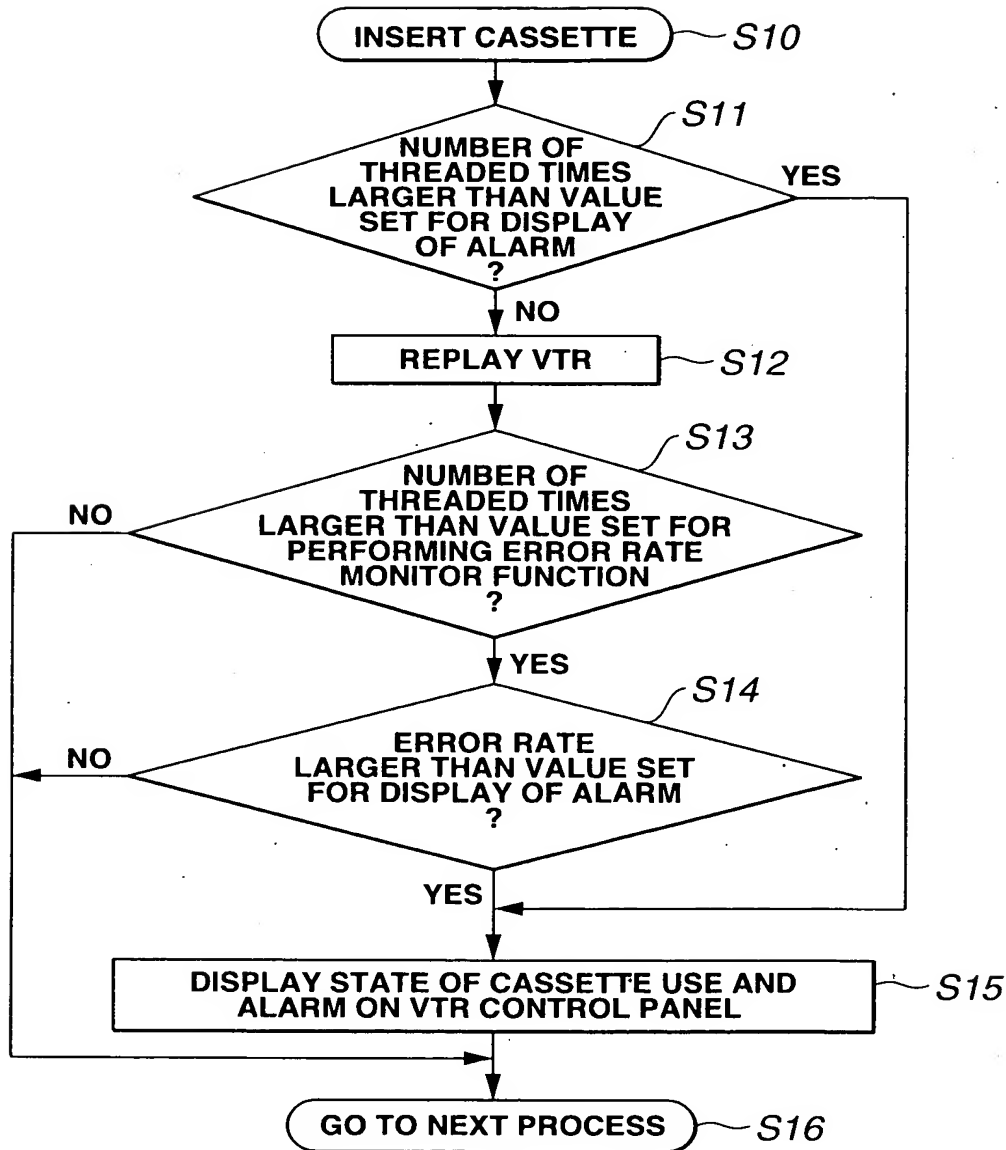 INSERT CASSETTE
S10
S11
NUMBER OF
THREADED TIMES
LARGER THAN VALUE
SET FOR DISPLAY
OF ALARM
?
YES
NO
REPLAY VTR
S12
S13
NUMBER OF
THREADED TIMES
LARGER THAN VALUE SET FOR
PERFORMING ERROR RATE
MONITOR FUNCTION
?
NO
YES
S14
ERROR RATE
LARGER THAN VALUE SET
FOR DISPLAY OF ALARM
?
NO
YES
DISPLAY STATE OF CASSETTE USE AND
ALARM ON VTR CONTROL PANEL
S15
GO TO NEXT PROCESS
S16